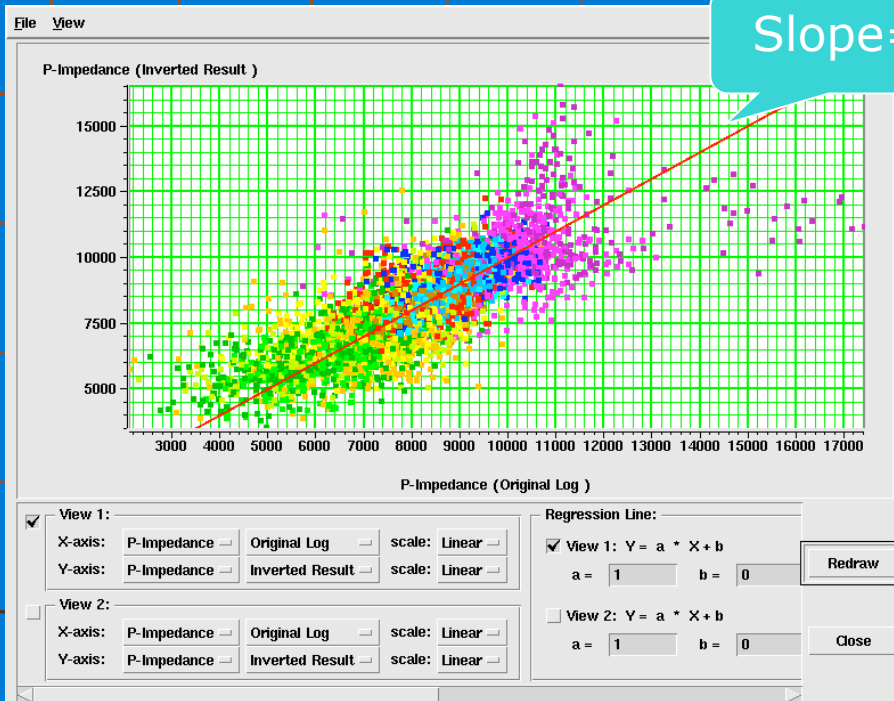 File View
Slope=
P-Impedance (Inverted Result )
15000
12500
10000
7500
5000
3000 4000 5000 6000 7000 8000 9000 10000 11000 12000 13000 14000 15000 16000 17000
P-Impedance (Original Log )
View 1:
X-axis: P-Impedance Original Log scale: Linear
Y-axis: P-Impedance Inverted Result scale: Linear
View 2:
X-axis: P-Impedance Original Log scale: Linear
Y-axis: P-Impedance Inverted Result scale: Linear
Regression Line:
View 1: Y = a * X + b
a = 1 b = 0
View 2: Y = a * X + b
a = 1 b = 0
Redraw
Close